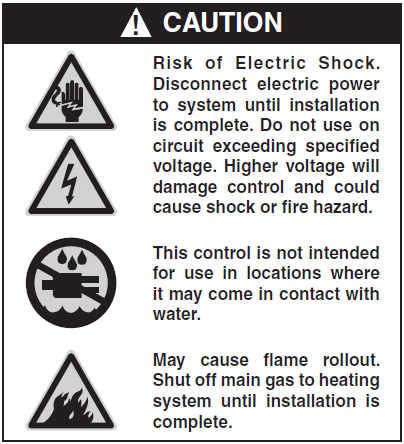 CAUTION
Risk of Electric Shock.
Disconnect electric power
to system until installation
is complete. Do not use on
circuit exceeding specified
voltage. Higher voltage will
damage control and could
cause shock or fire hazard.
This control is not intended
for use in locations where
it may come in contact with
water.
May cause flame rollout.
Shut off main gas to heating
system until installation is
complete.